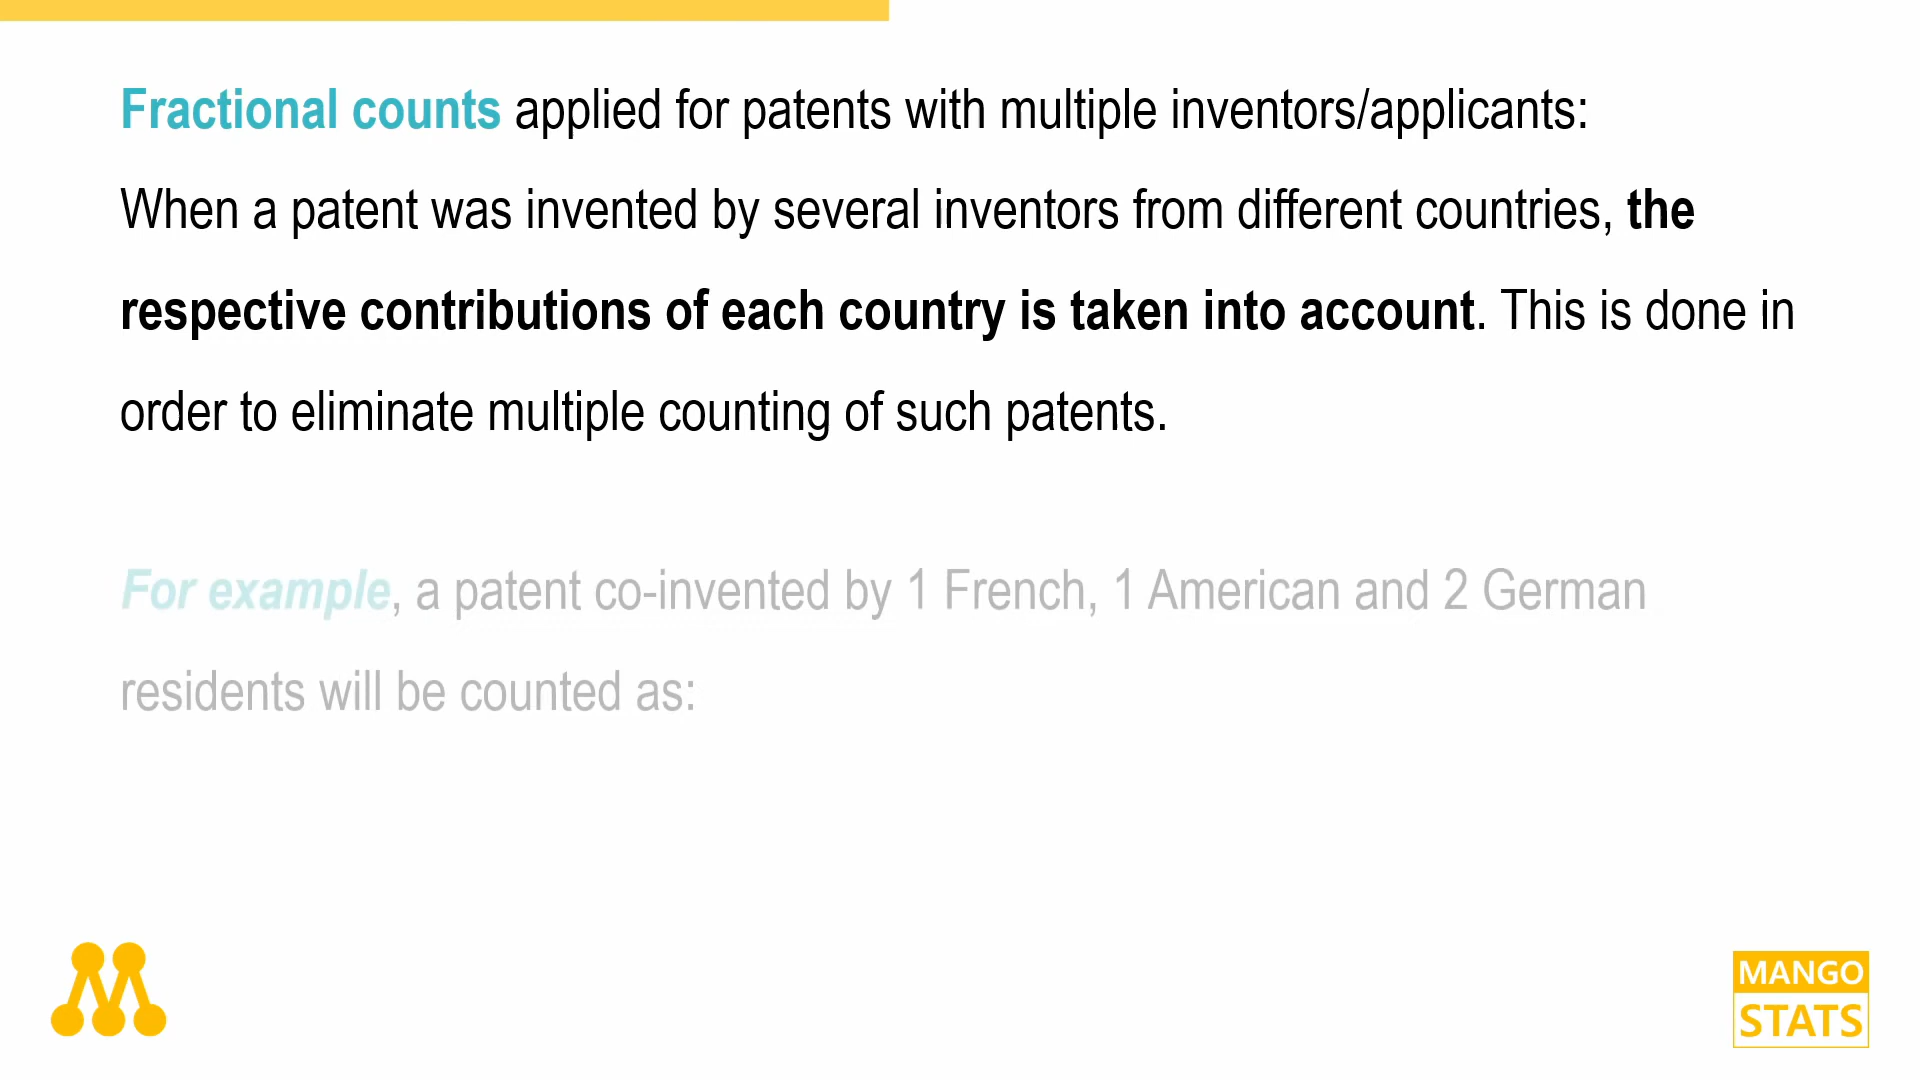 Fractional counts applied for patents with multiple inventors/applicants:
When a patent was invented by several inventors from different countries, the
respective contributions of each country is taken into account. This is done in
order to eliminate multiple counting of such patents.
For example, a patent co-invented by 1 French, 1 American and 2 German
residents will be counted as:
MANGO
STATS